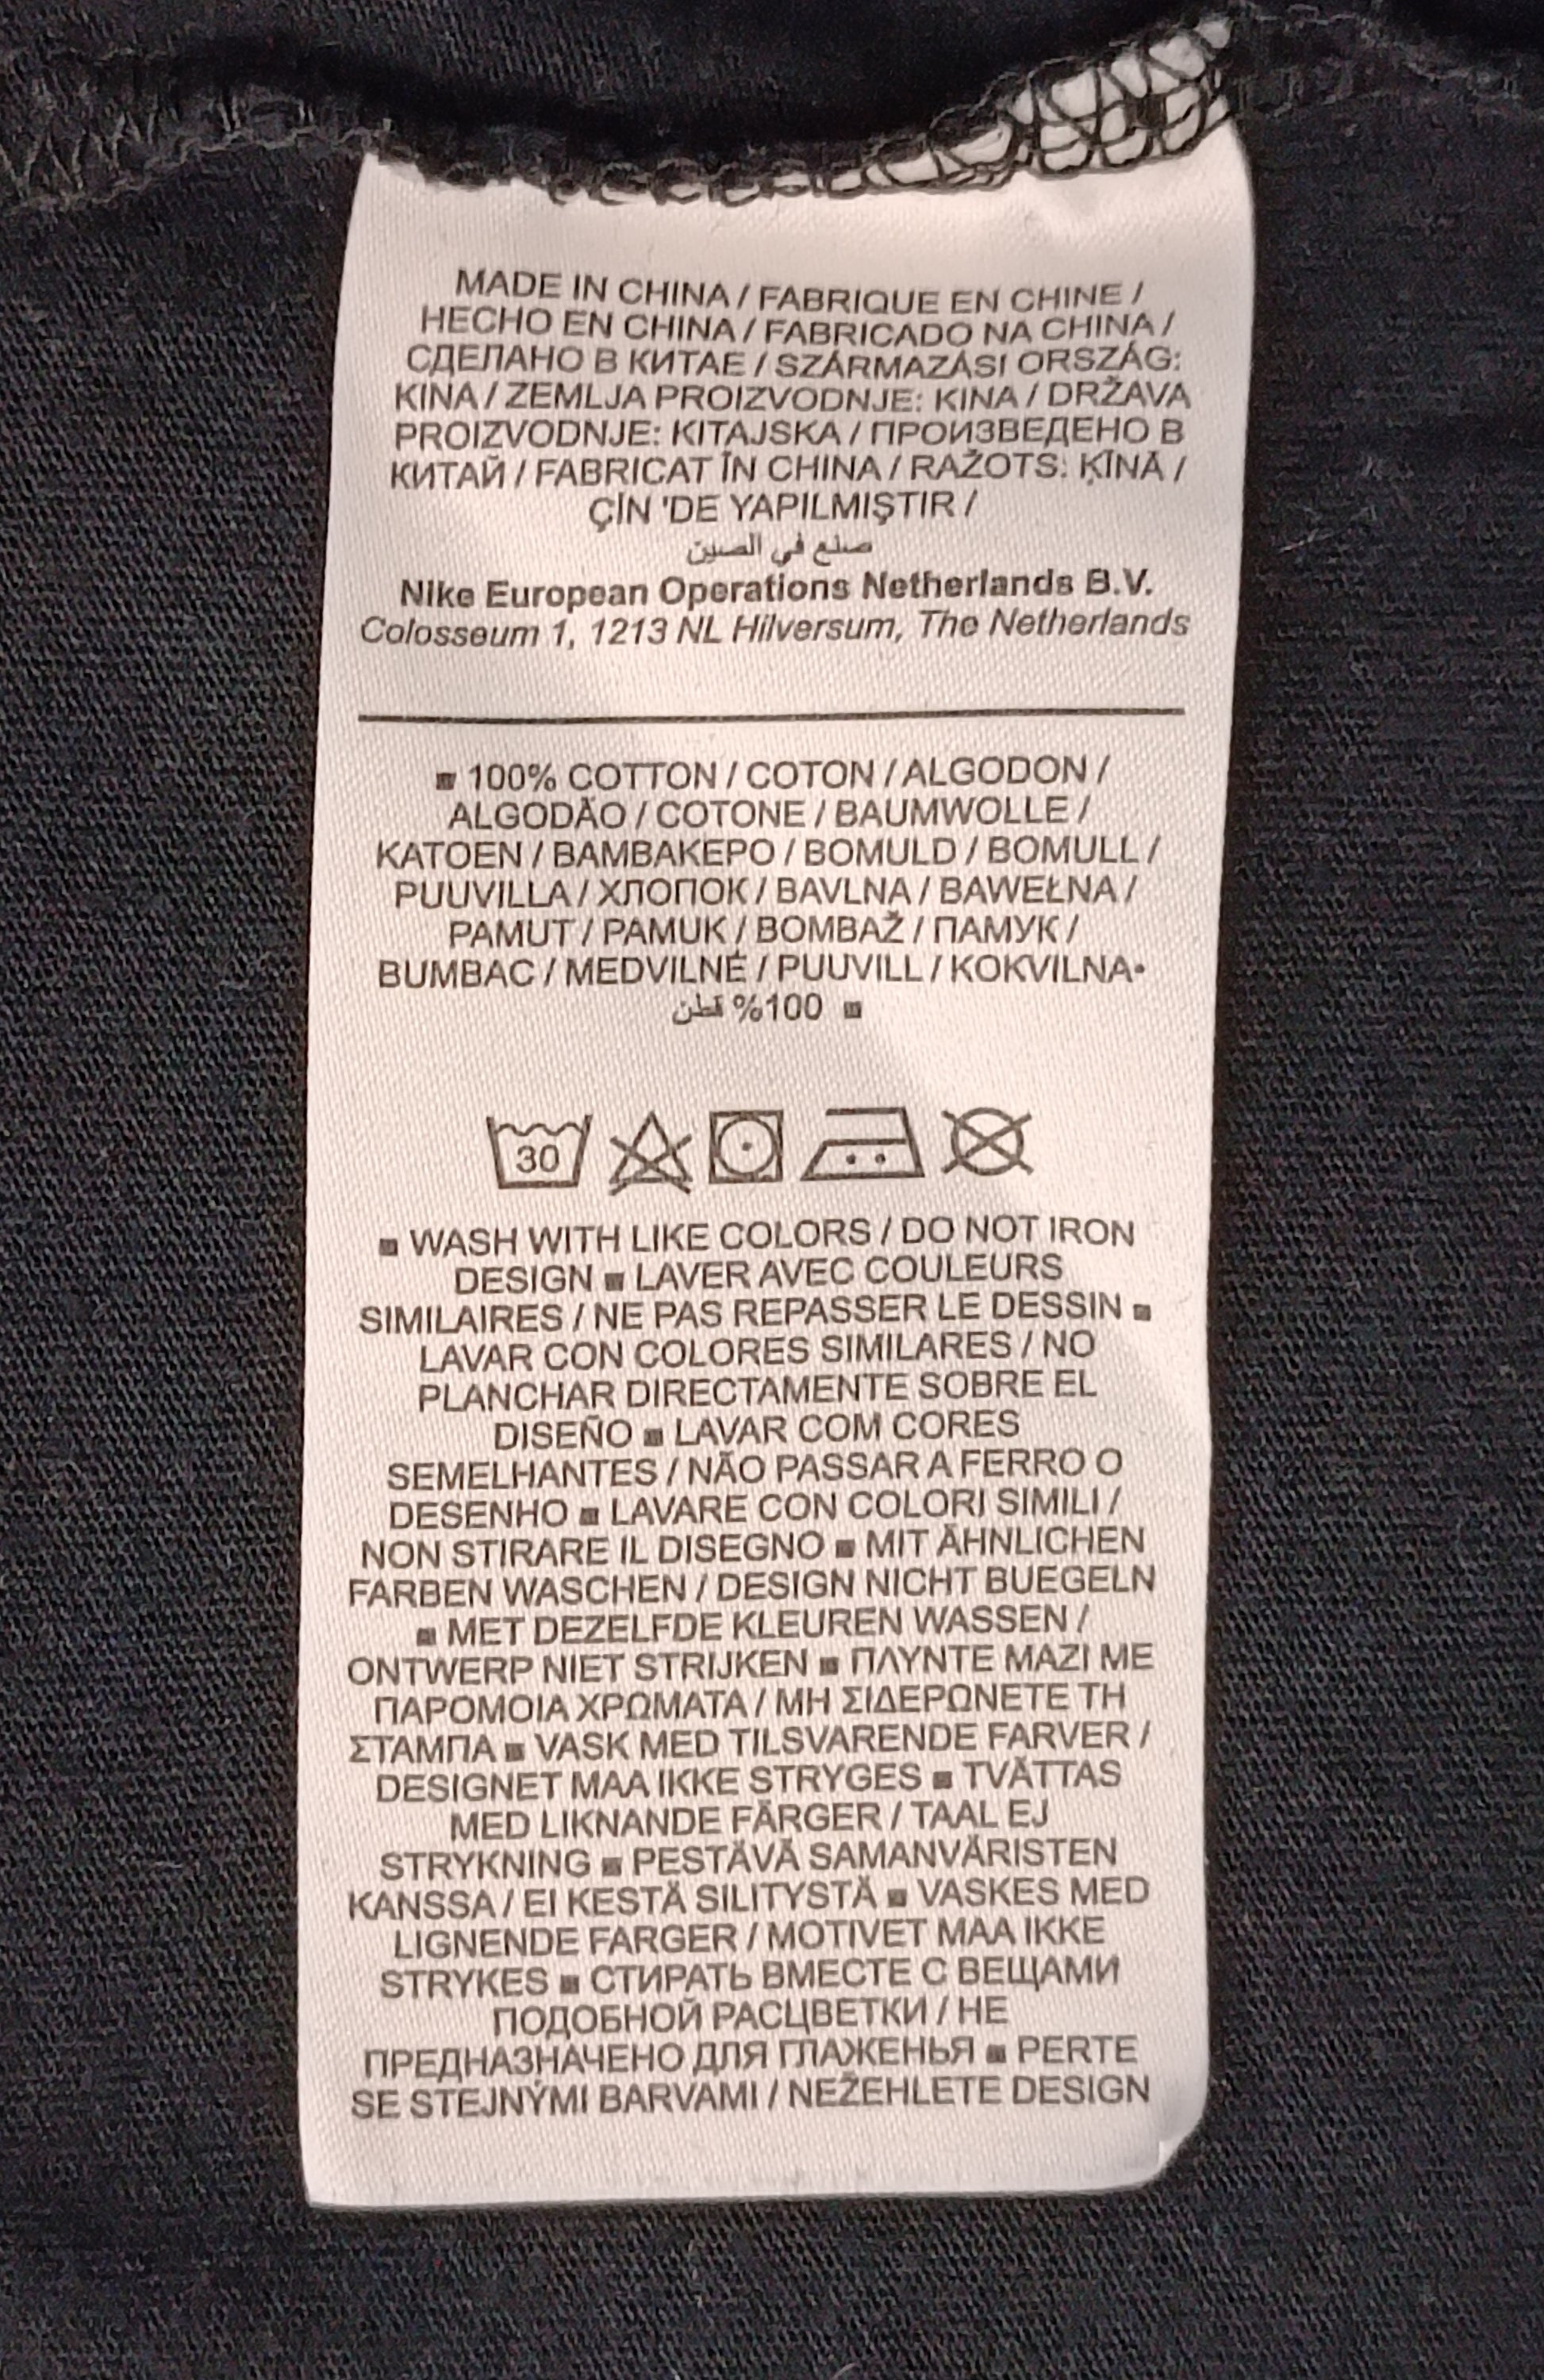 MADE IN CHINA / FABRIQUE EN CHINE /
HECHO EN CHINA / FABRICADO NA CHINA /
СДЕЛАНО В КИТАЕ / SZÁRMAZÁSI ORSZÁG:
KINA / ZEMLJA PROIZVODNJE: KINA / DRŽAVA
PROIZVODNJE: KITAJSKA / ПРОИЗВЕДЕНО В
КИТАЙ / FABRICAT ÎN CHINA / RAŽOTS: ĶĪNĀ /
ÇİN 'DE YAPILMIŞTIR /
صنع في الصين
Nike European Operations Netherlands B.V.
Colosseum 1, 1213 NL Hilversum, The Netherlands
▪ 100% COTTON / COTON / ALGODON /
ALGODÃO / COTONE / BAUMWOLLE /
KATOEN / ΒΑΜΒΑΚΕΡΟ / BOMULD / BOMULL /
PUUVILLA / ХЛОПОК / BAVLNA / BAWEŁNA /
PAMUT / PAMUK / BOMBAŽ / ПАМУК /
BUMBAC / MEDVILNĖ / PUUVILL / KOKVILNA•
▪ 100% قطن
30
▪ WASH WITH LIKE COLORS / DO NOT IRON
DESIGN ▪ LAVER AVEC COULEURS
SIMILAIRES / NE PAS REPASSER LE DESSIN ▪
LAVAR CON COLORES SIMILARES / NO
PLANCHAR DIRECTAMENTE SOBRE EL
DISEÑO ▪ LAVAR COM CORES
SEMELHANTES / NÃO PASSAR A FERRO O
DESENHO ▪ LAVARE CON COLORI SIMILI /
NON STIRARE IL DISEGNO ▪ MIT ÄHNLICHEN
FARBEN WASCHEN / DESIGN NICHT BUEGELN
▪ MET DEZELFDE KLEUREN WASSEN /
ONTWERP NIET STRIJKEN ▪ ΠΛΥΝΤΕ ΜΑΖΙ ΜΕ
ΠΑΡΟΜΟΙΑ ΧΡΩΜΑΤΑ / ΜΗ ΣΙΔΕΡΩΝΕΤΕ ΤΗ
ΣΤΑΜΠΑ ▪ VASK MED TILSVARENDE FARVER /
DESIGNET MAA IKKE STRYGES ▪ TVÄTTAS
MED LIKNANDE FÄRGER / TAAL EJ
STRYKNING ▪ PESTÄVÄ SAMANVÄRISTEN
KANSSA / EI KESTÄ SILITYSTÄ ▪ VASKES MED
LIGNENDE FARGER / MOTIVET MAA IKKE
STRYKES ▪ СТИРАТЬ ВМЕСТЕ С ВЕЩАМИ
ПОДОБНОЙ РАСЦВЕТКИ / НЕ
ПРЕДНАЗНАЧЕНО ДЛЯ ГЛАЖЕНЬЯ ▪ PERTE
SE STEJNÝMI BARVAMI / NEŽEHLETE DESIGN